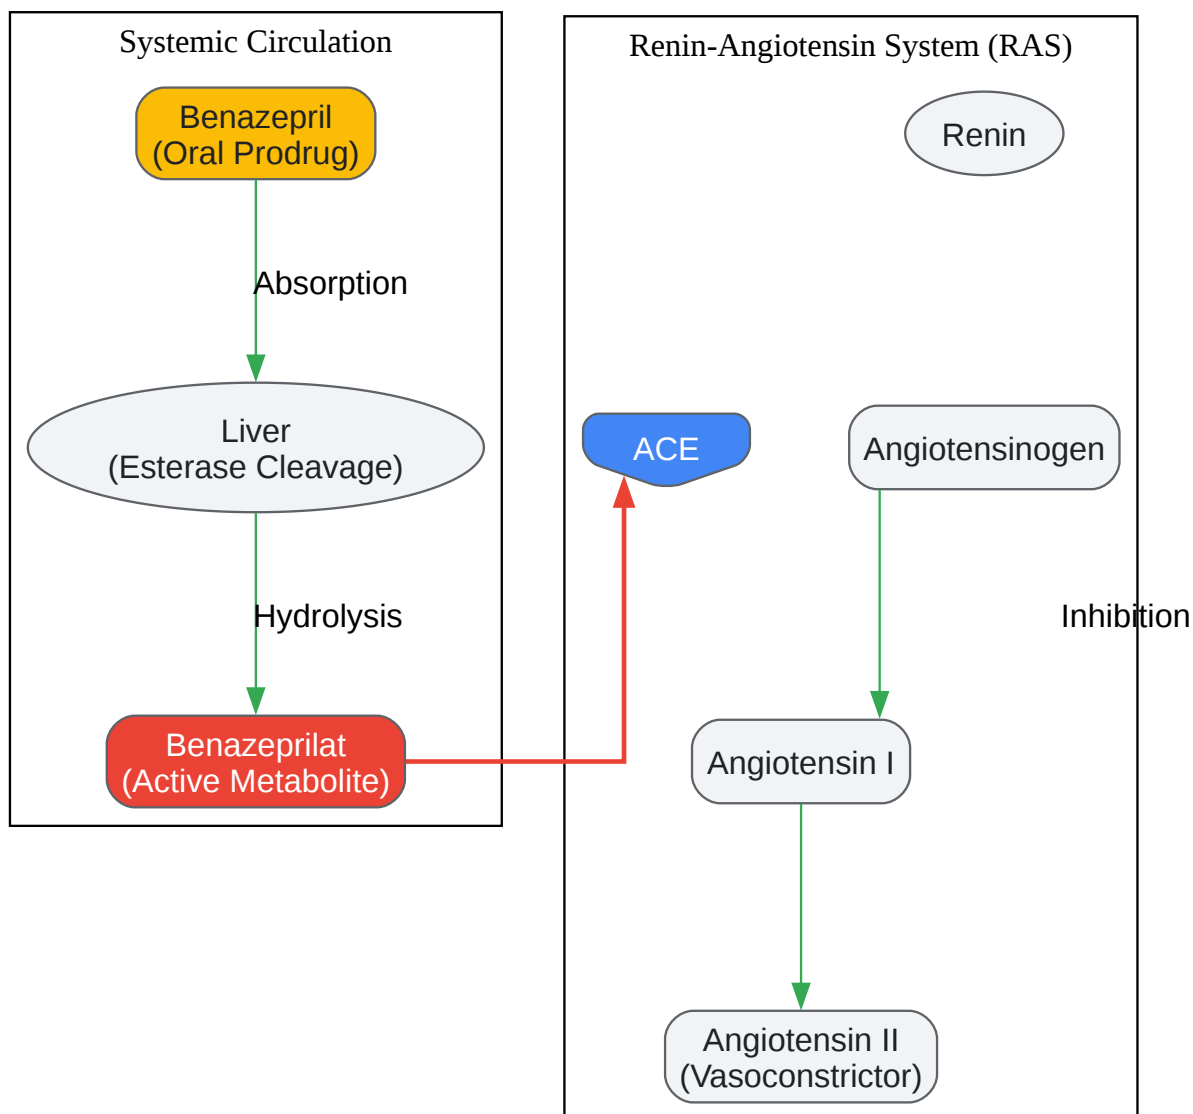 Systemic Circulation
Benazepril
(Oral Prodrug)
Absorption
Liver
(Esterase Cleavage)
Hydrolysis
Benazeprilat
(Active Metabolite)
Renin-Angiotensin System (RAS)
Renin
ACE
Angiotensinogen
Inhibition
Angiotensin I
Angiotensin II
(Vasoconstrictor)